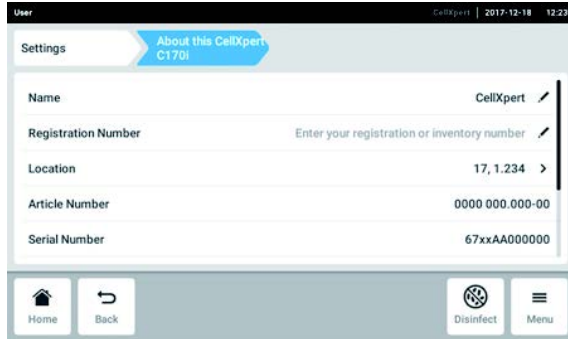 User
CellXpert | 2017-12-18 12:23
Settings
About this CellXpert
C170i
Name
CellXpert
Registration Number
Enter your registration or inventory number
Location
17, 1.234
Article Number
0000 000.000-00
Serial Number
67xxAA000000
Home
Back
Disinfect
Menu